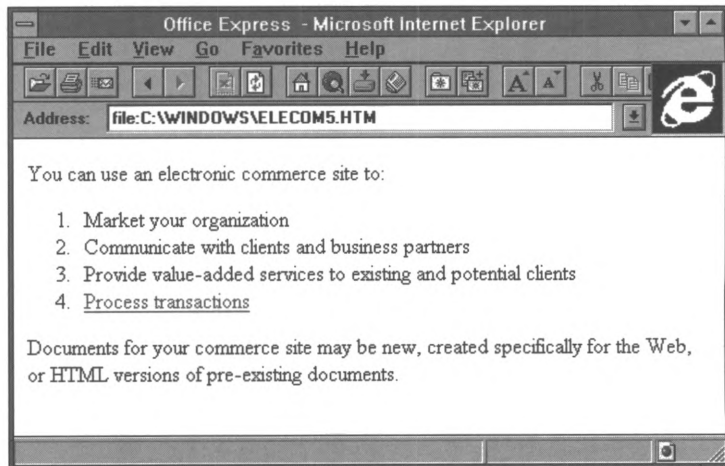 Office Express - Microsoft Internet Explorer
File Edit View Go Favorites Help
Address: file:C:\WINDOWS\ELECOM5.HTM
You can use an electronic commerce site to:
1. Market your organization
2. Communicate with clients and business partners
3. Provide value-added services to existing and potential clients
4. Process transactions
Documents for your commerce site may be new, created specifically for the Web,
or HTML versions of pre-existing documents.